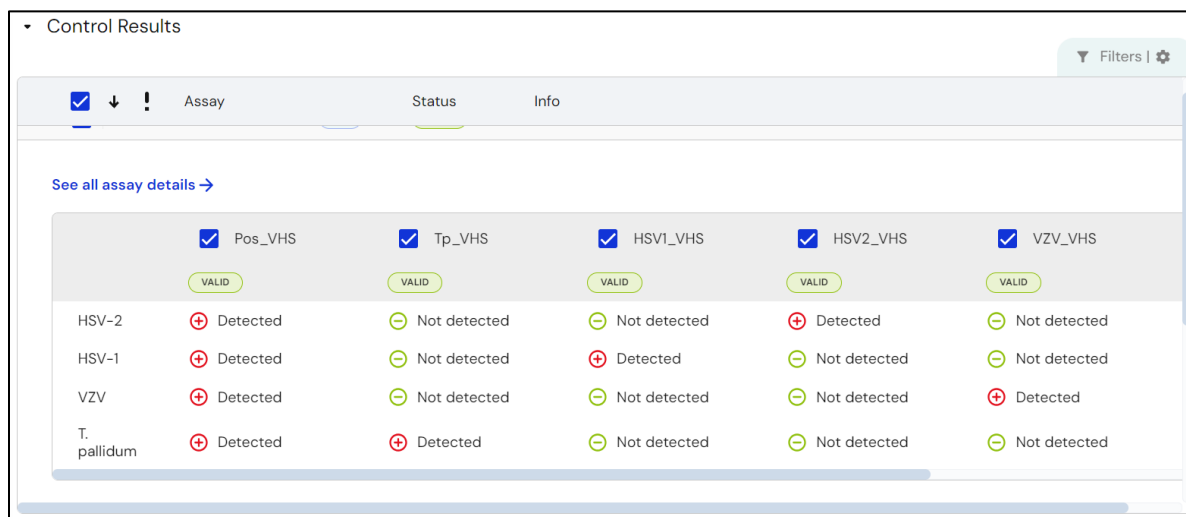 Control Results
Filters |
Assay Status Info
See all assay details
Pos_VHS Tp_VHS HSV1_VHS HSV2_VHS VZV_VHS
VALID VALID VALID VALID VALID
HSV-2 Detected Not detected Not detected Detected Not detected
HSV-1 Detected Not detected Detected Not detected Not detected
VZV Detected Not detected Not detected Not detected Detected
T.
pallidum Detected Detected Not detected Not detected Not detected